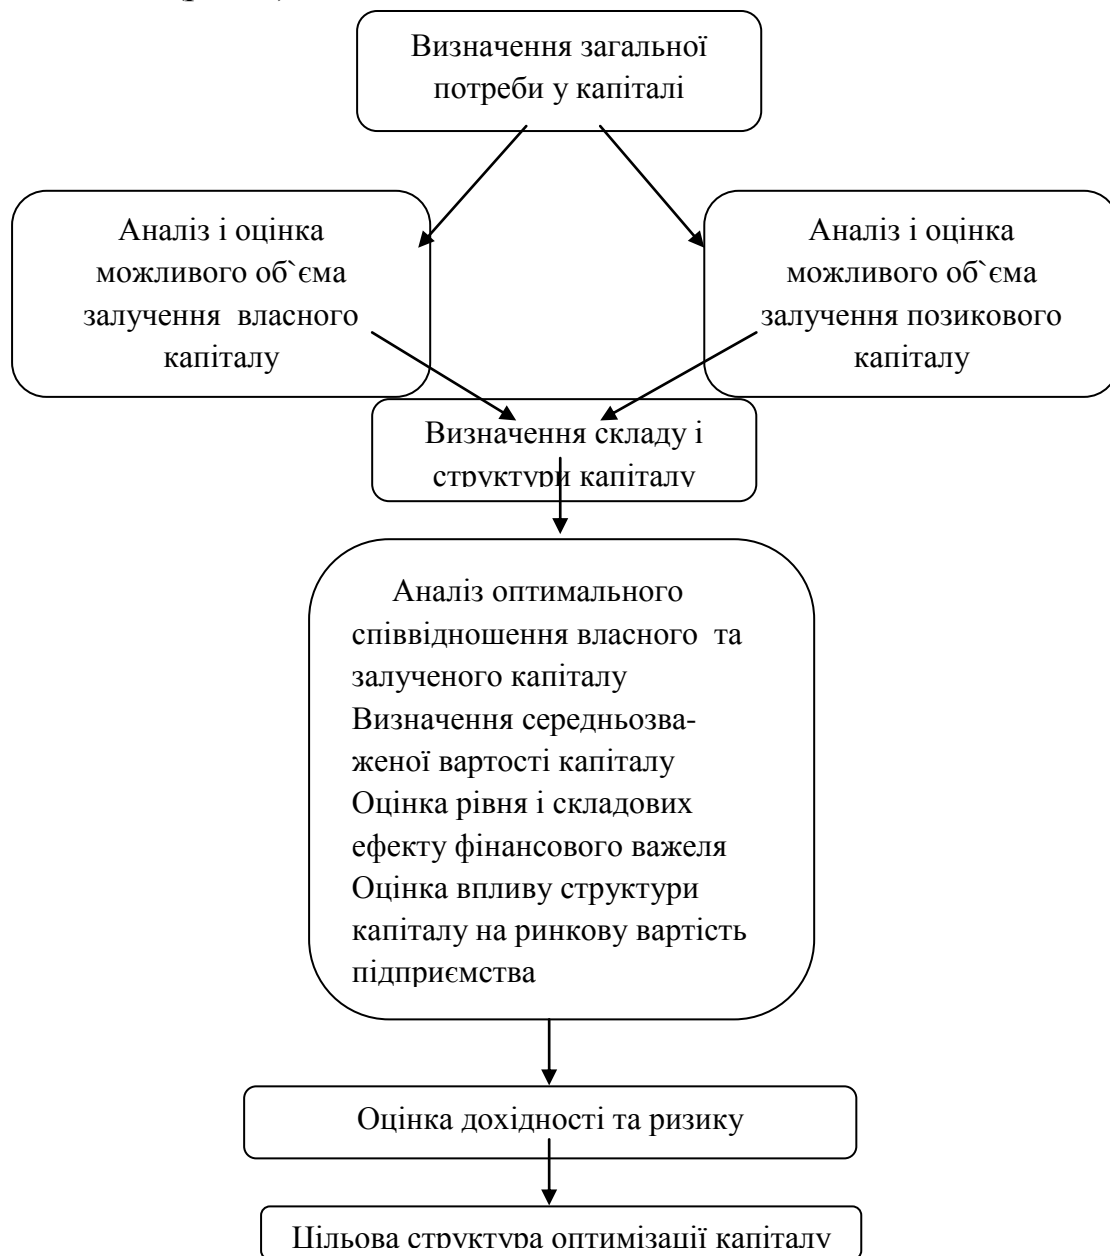 Визначення загальної
потреби у капіталі
Аналіз і оцінка
можливого об`єма
залучення власного
капіталу
Аналіз і оцінка
можливого об`єма
залучення позикового
капіталу
Визначення складу і
структури капіталу
Аналіз оптимального
співвідношення власного та
залученого капіталу
Визначення середньозва-
женої вартості капіталу
Оцінка рівня і складових
ефекту фінансового важеля
Оцінка впливу структури
капіталу на ринкову вартість
підприємства
Оцінка дохідності та ризику
Цільова структура оптимізації капіталу